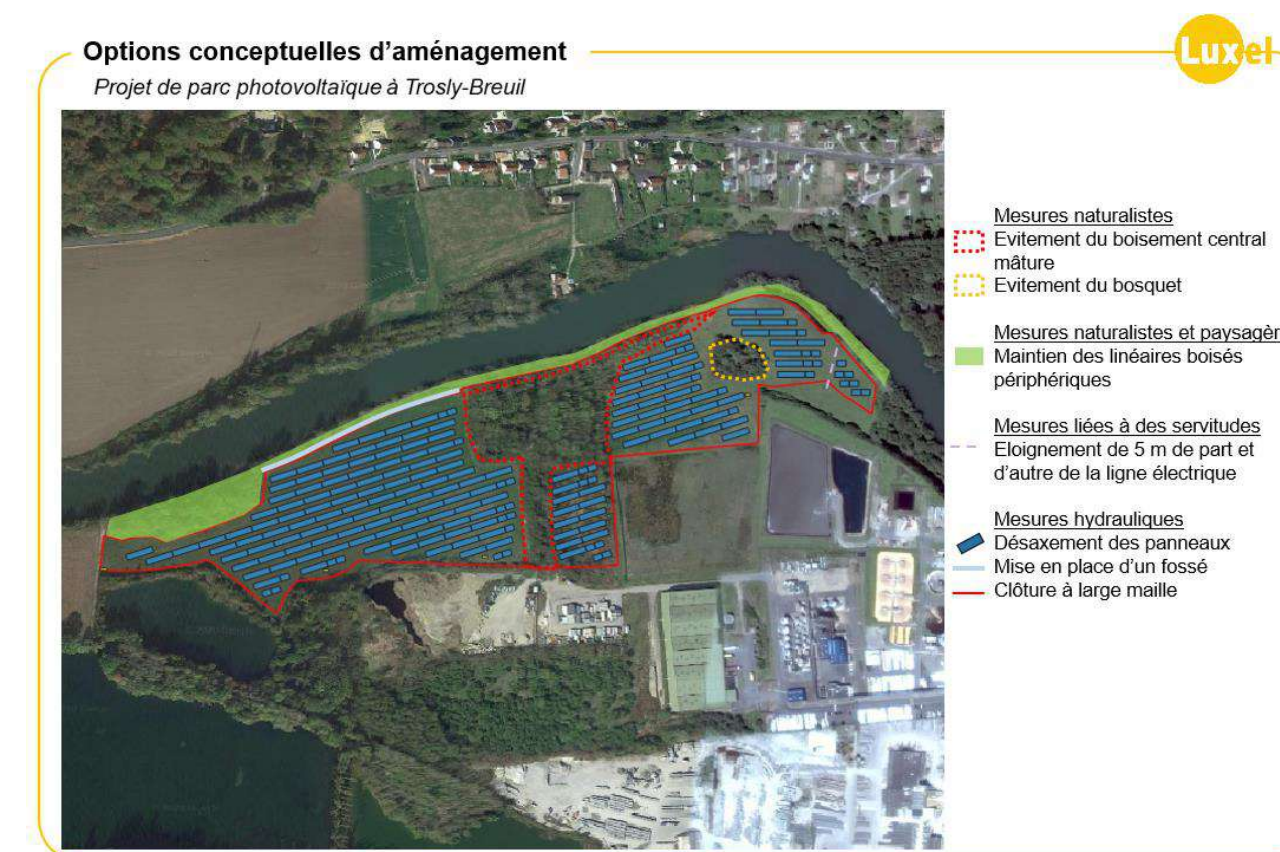 Options conceptuelles d'aménagement
Projet de parc photovoltaïque à Trosly-Breuil
Luxel
Mesures naturalistes
Evitement du boisement central
mâture
Evitement du bosquet
Mesures naturalistes et paysagèr
Maintien des linéaires boisés
périphériques
Mesures liées à des servitudes
Eloignement de 5 m de part et
d'autre de la ligne électrique
Mesures hydrauliques
Désaxement des panneaux
Mise en place d'un fossé
Clôture à large maille